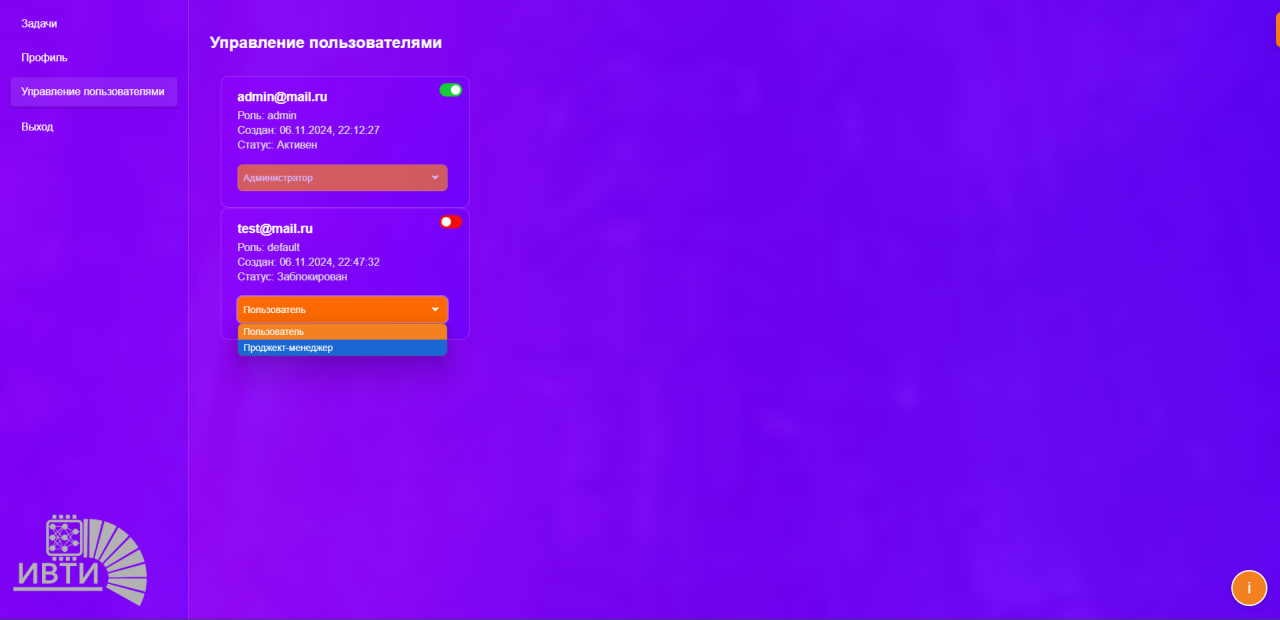 Задачи
Профиль
Управление пользователями
Выход
Управление пользователями
admin@mail.ru
Роль: admin
Создан: 06.11.2024, 22:12:27
Статус: Активен
Администратор
test@mail.ru
Роль: default
Создан: 06.11.2024, 22:47:32
Статус: Заблокирован
Пользователь
Пользователь
Проджект-менеджер
ИВТИ
i